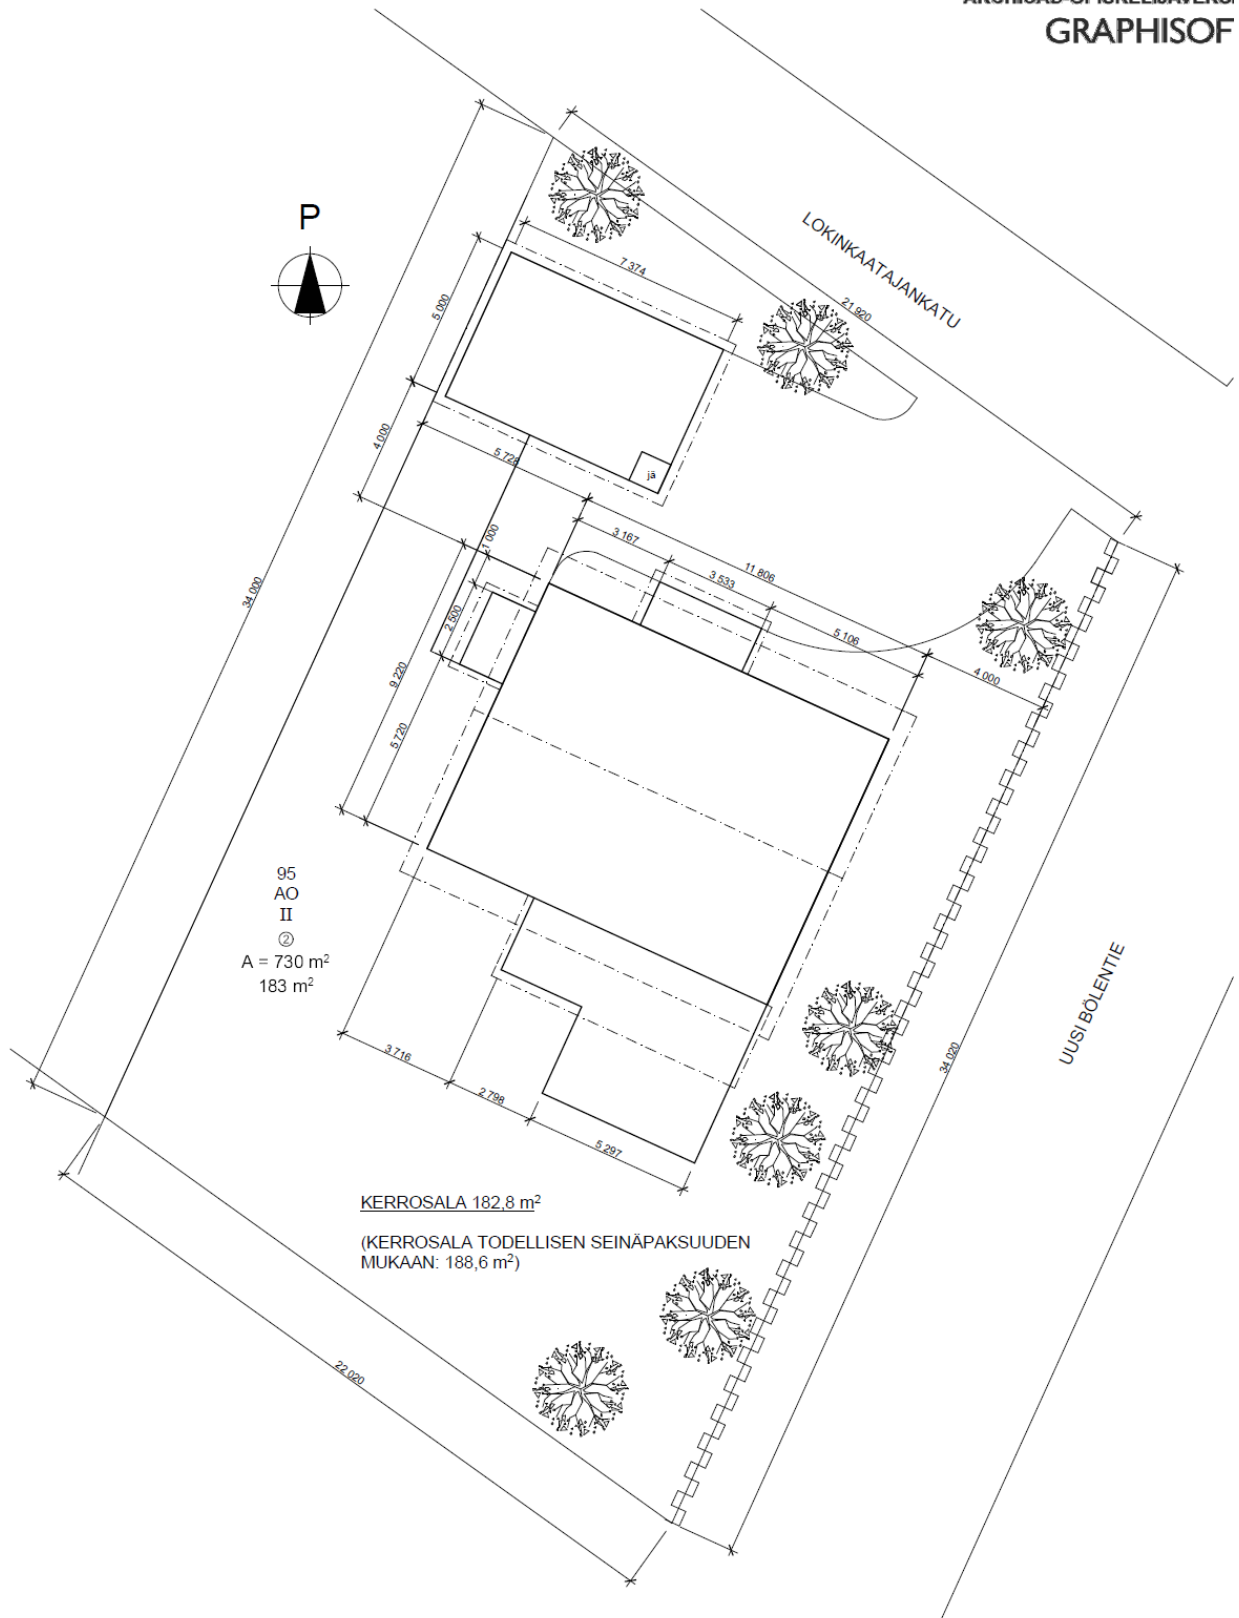 GRAPHISOF
P
LOKINKAATAJANKATU
21 920
7 374
5 000
4 000
5 728
jä
1 000
3 167
11 806
3 533
5 106
4 000
34 000
2 500
9 220
5 720
95
AO
II
②
A = 730 m²
183 m²
UUSI BÖLENTIE
34 020
3 716
2 798
5 297
KERROSALA 182,8 m²
(KERROSALA TODELLISEN SEINÄPAKSUUDEN
MUKAAN: 188,6 m²)
22 020